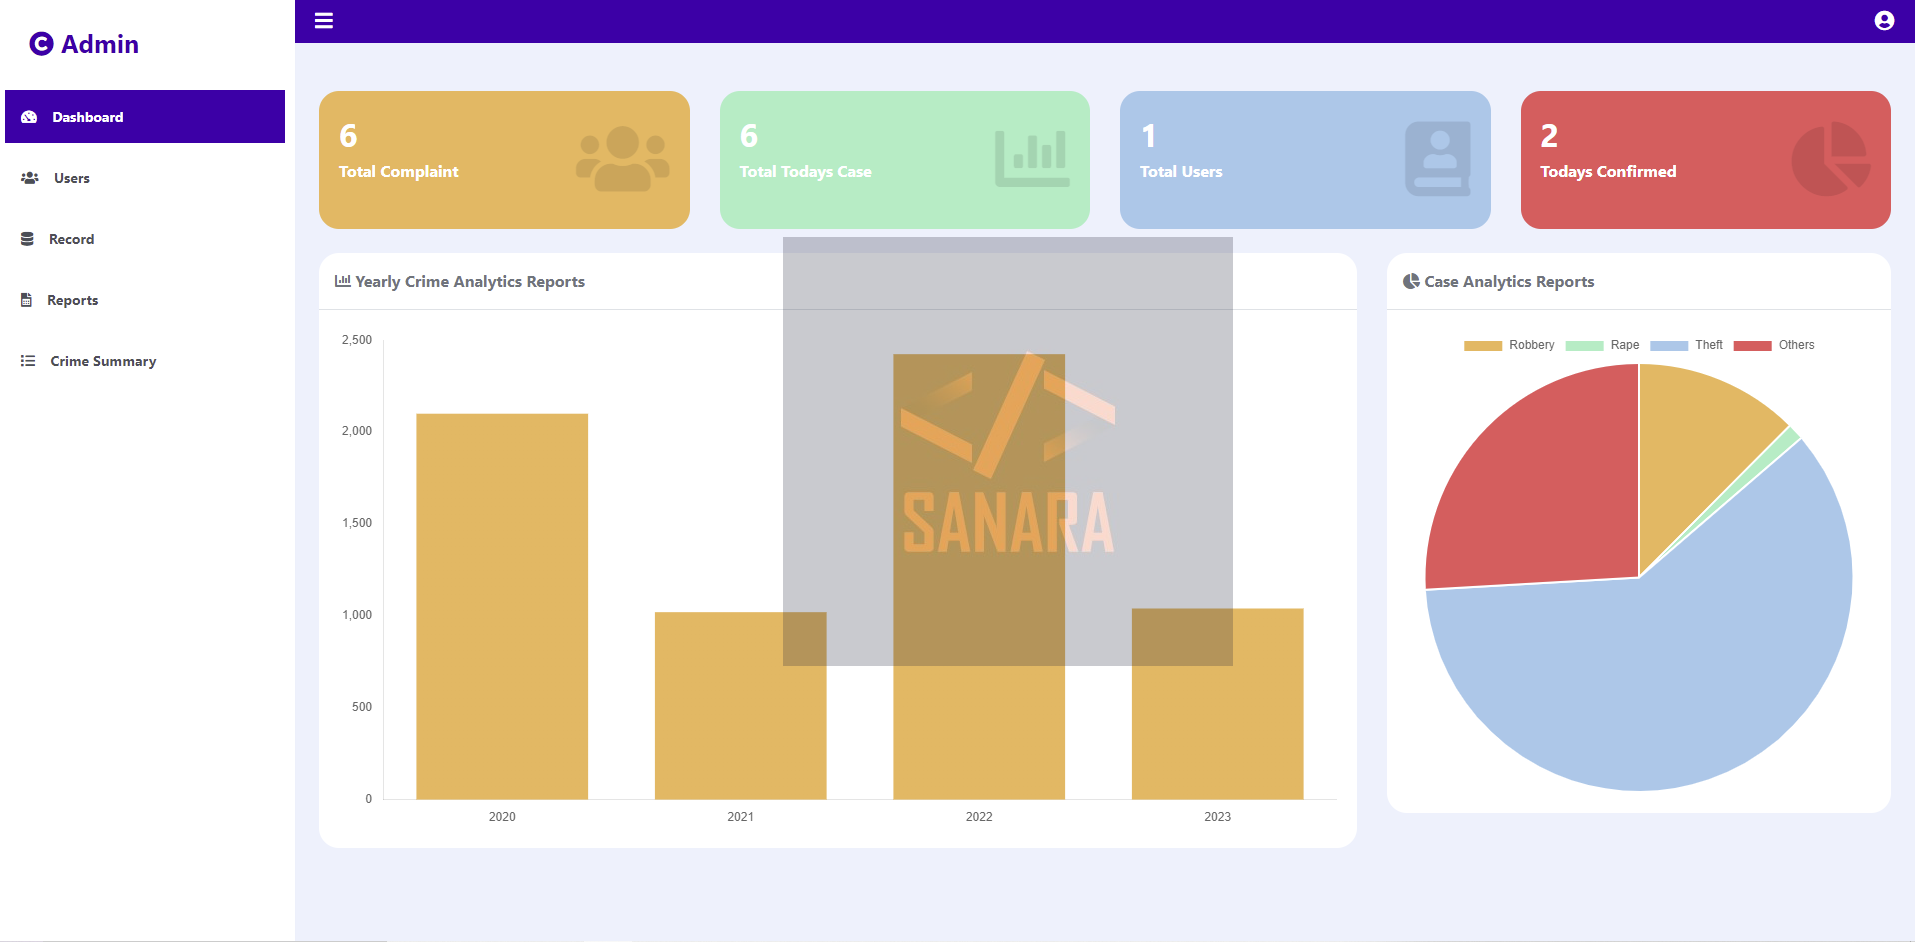 Admin
Dashboard
Users
Record
Reports
Crime Summary
6
Total Complaint
6
Total Todays Case
1
Total Users
2
Todays Confirmed
Yearly Crime Analytics Reports
2,500
2,000
1,500
1,000
500
0
2020 2021 2022 2023
SANARA
Case Analytics Reports
Robbery Rape Theft Others